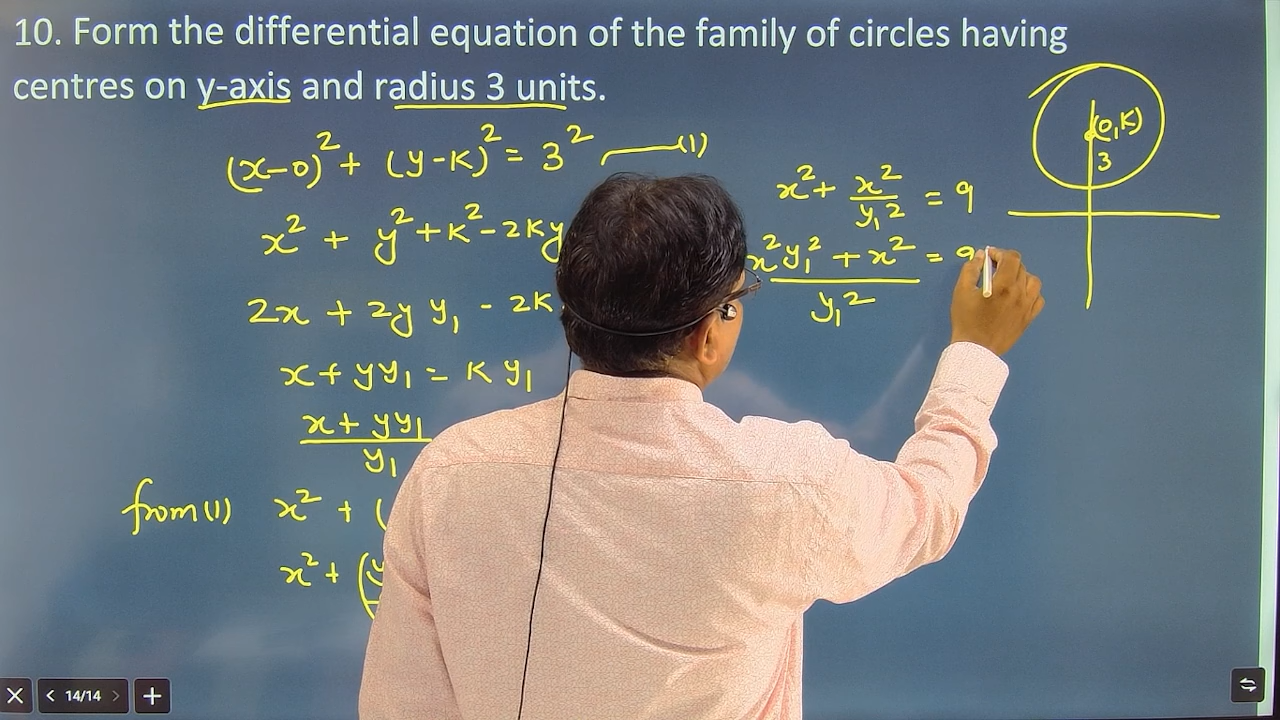 10. Form the differential equation of the family of circles having
centres on y-axis and radius 3 units.
(x-0)² + (y-K)² = 3² —(1)
x² + y² + K² - 2Ky
2x + 2y y₁ - 2K
x + yy₁ = K y₁
x + yy₁
y₁
from (1) x² + (
x² + (y
x² + x²/y₁² = 9
x²y₁² + x² = 9
y₁²
(0,K)
3
14/14